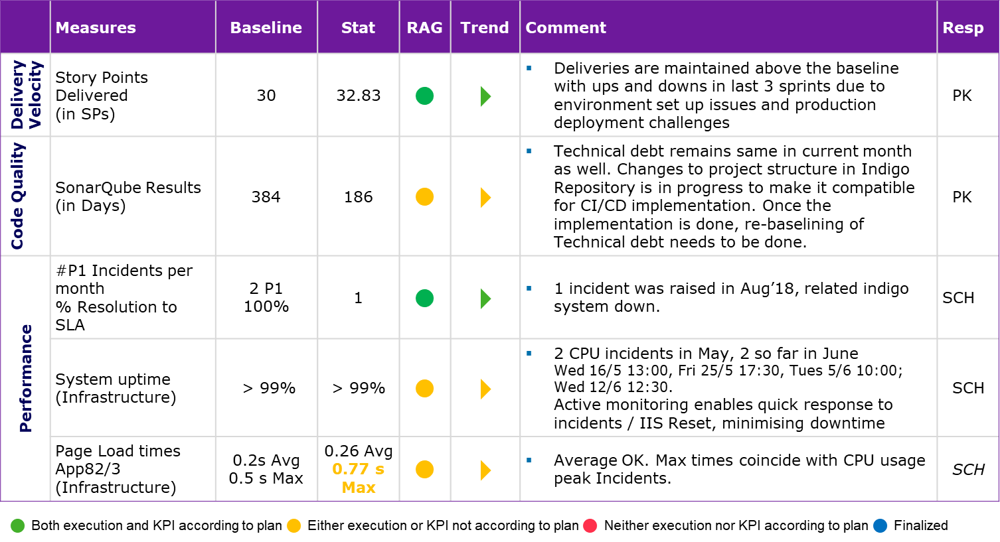 Measures Baseline Stat RAG Trend Comment Resp
Delivery
Velocity
Story Points
Delivered
(in SPs)
30
32.83
▪ Deliveries are maintained above the baseline
with ups and downs in last 3 sprints due to
environment set up issues and production
deployment challenges
PK
Code Quality
SonarQube Results
(in Days)
384
186
▪ Technical debt remains same in current month
as well. Changes to project structure in Indigo
Repository is in progress to make it compatible
for CI/CD implementation. Once the
implementation is done, re-baselining of
Technical debt needs to be done.
PK
Performance
#P1 Incidents per
month
% Resolution to
SLA
2 P1
100%
1
▪ 1 incident was raised in Aug’18, related indigo
system down.
SCH
System uptime
(Infrastructure)
> 99%
> 99%
▪ 2 CPU incidents in May, 2 so far in June
Wed 16/5 13:00, Fri 25/5 17:30, Tues 5/6 10:00;
Wed 12/6 12:30.
Active monitoring enables quick response to
incidents / IIS Reset, minimising downtime
SCH
Page Load times
App82/3
(Infrastructure)
0.2s Avg
0.5 s Max
0.26 Avg
0.77 s
Max
▪ Average OK. Max times coincide with CPU usage
peak Incidents.
SCH
Both execution and KPI according to plan Either execution or KPI not according to plan Neither execution nor KPI according to plan Finalized